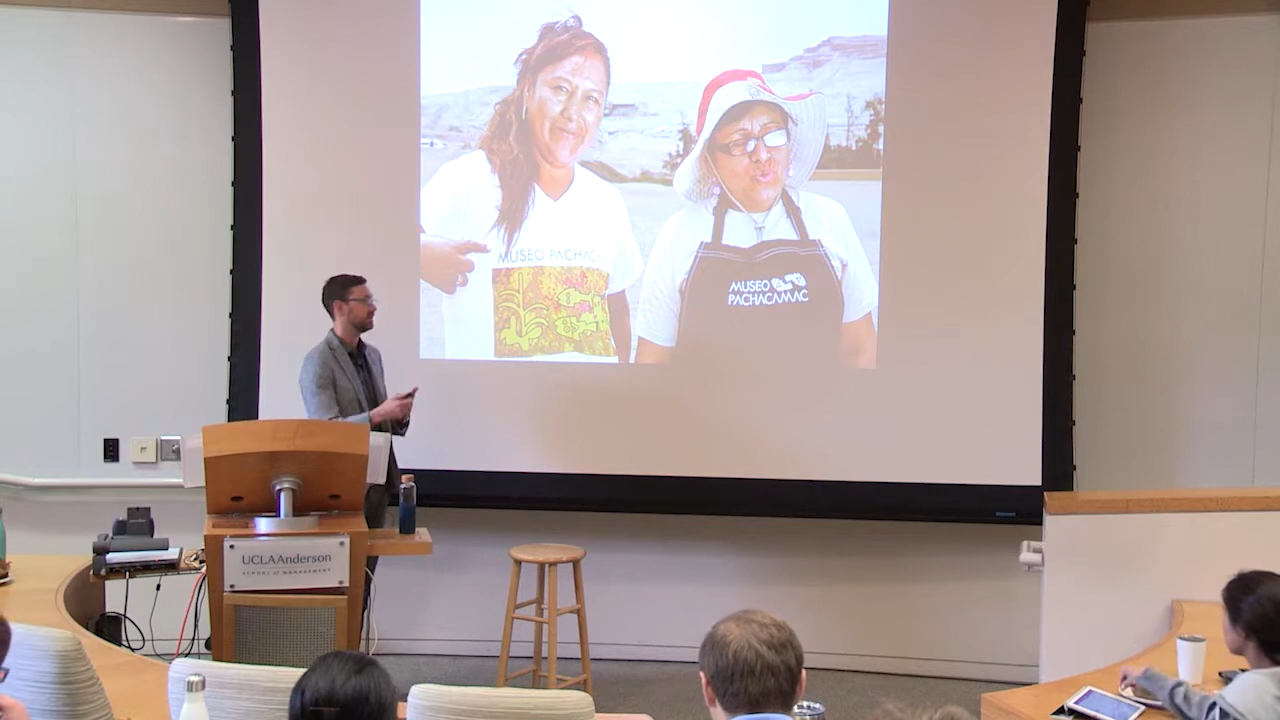 MUSEO PACHAC
MUSEO
PACHACAMAC
UCLAAnderson
SCHOOL of MANAGEMENT